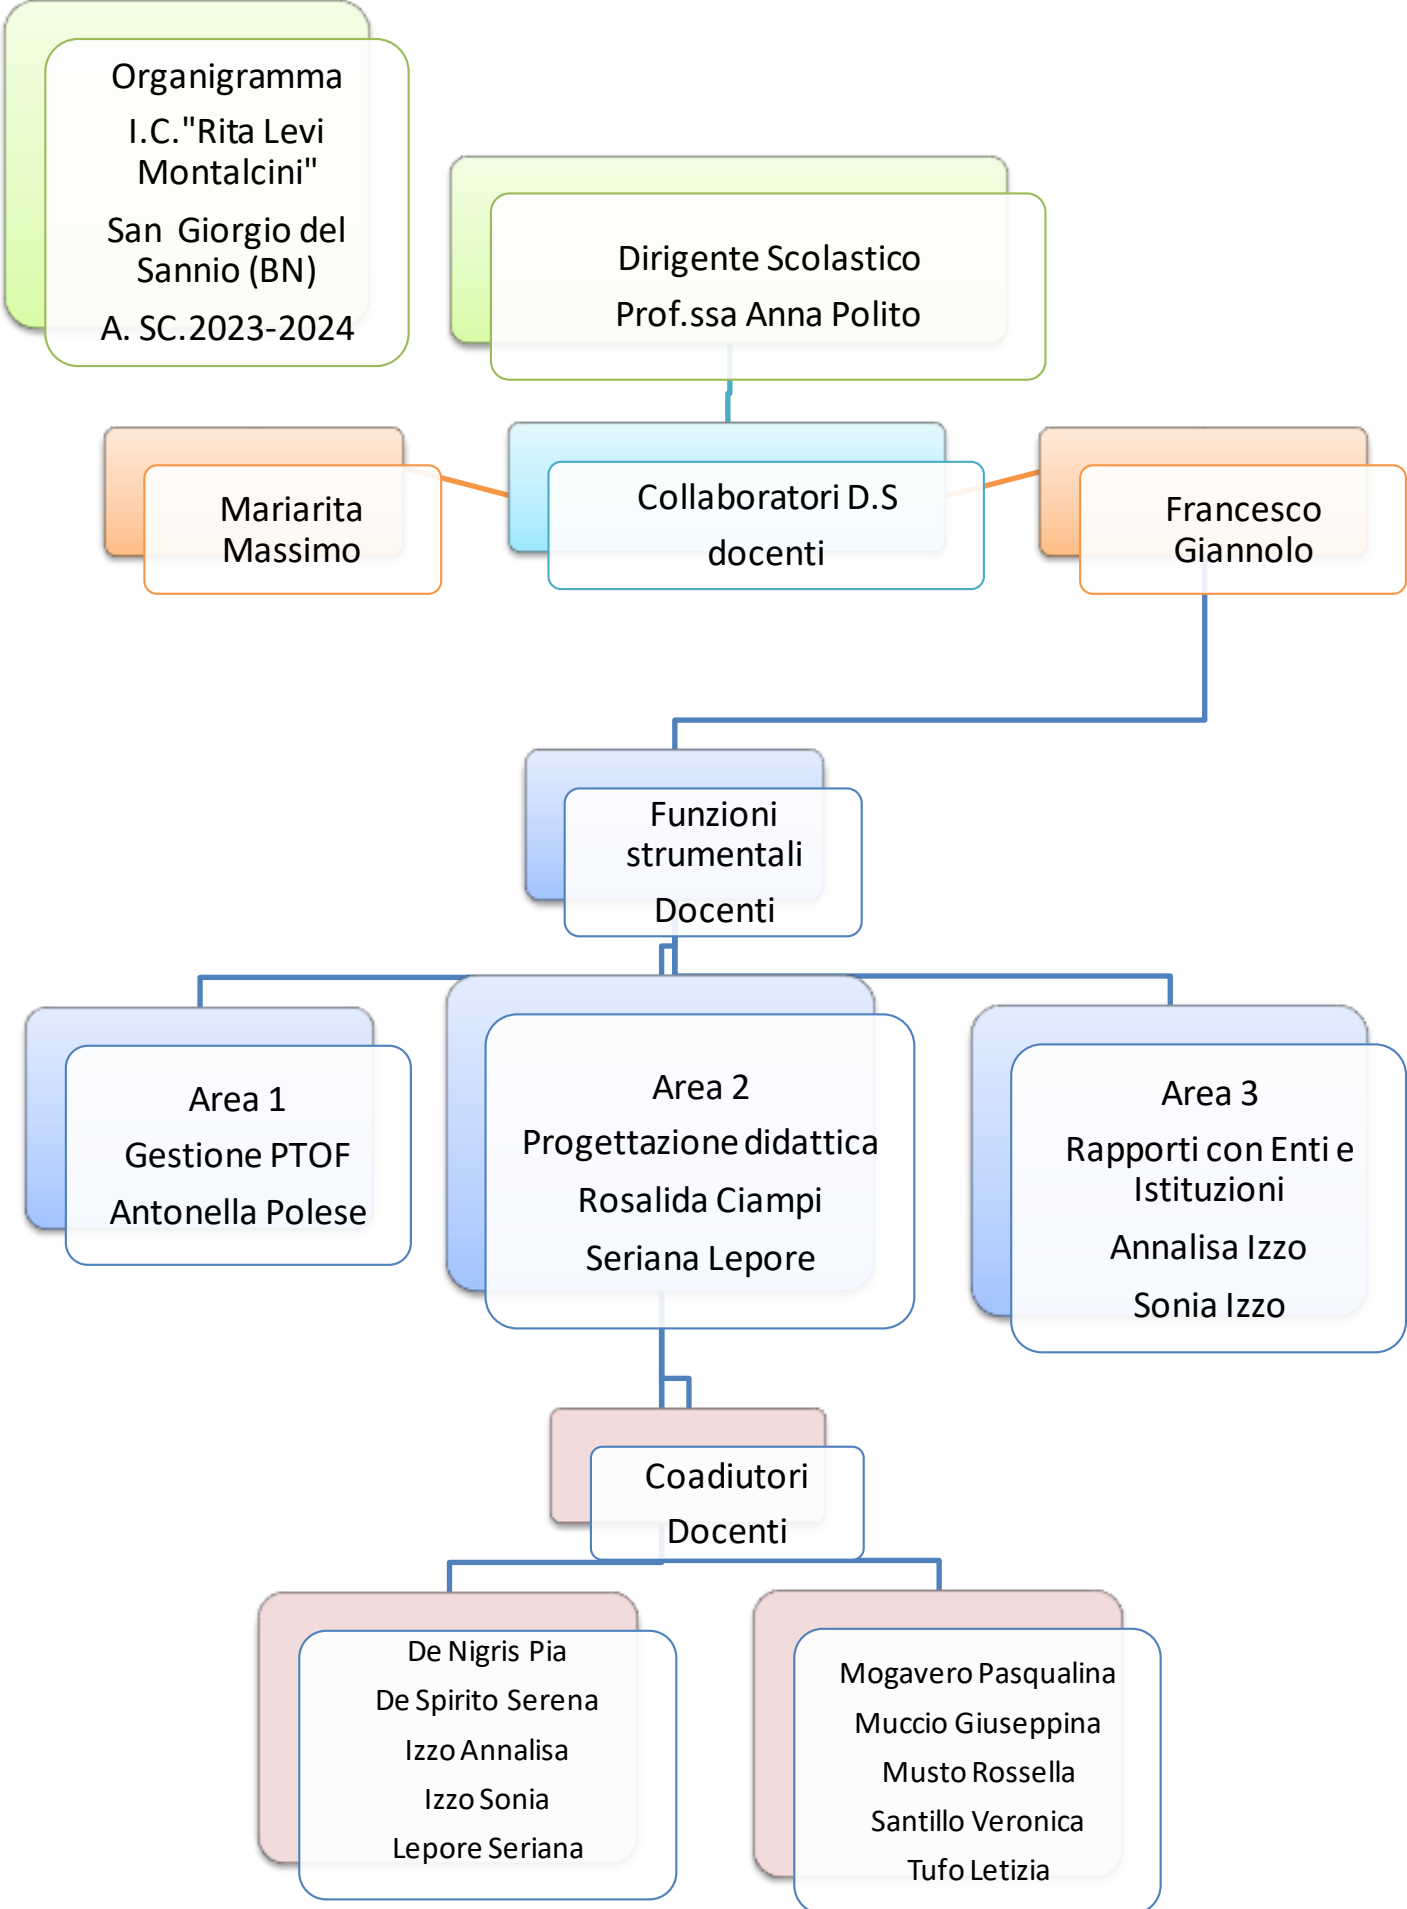 Organigramma
I.C."Rita Levi
Montalcini"
San Giorgio del
Sannio (BN)
A. SC.2023-2024
Dirigente Scolastico
Prof.ssa Anna Polito
Mariarita
Massimo
Collaboratori D.S
docenti
Francesco
Giannolo
Funzioni
strumentali
Docenti
Area 1
Gestione PTOF
Antonella Polese
Area 2
Progettazione didattica
Rosalida Ciampi
Seriana Lepore
Area 3
Rapporti con Enti e
Istituzioni
Annalisa Izzo
Sonia Izzo
Coadiutori
Docenti
De Nigris Pia
De Spirito Serena
Izzo Annalisa
Izzo Sonia
Lepore Seriana
Mogavero Pasqualina
Muccio Giuseppina
Musto Rossella
Santillo Veronica
Tufo Letizia